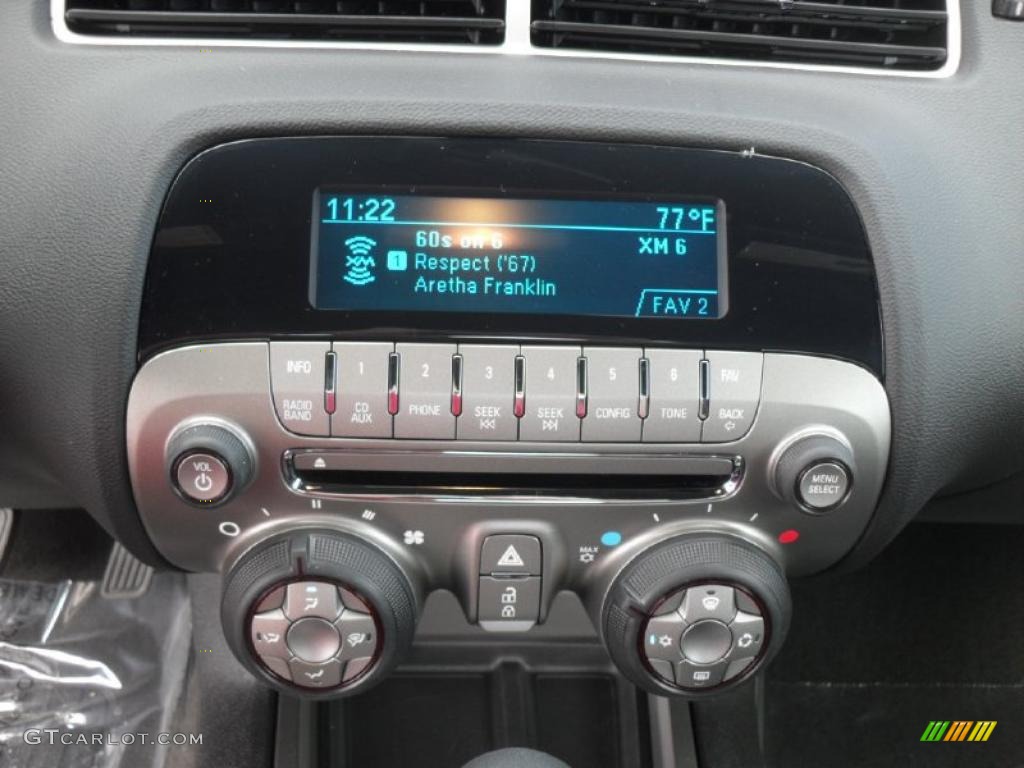 11:22 77°F
60s on 6 XM 6
XM 1 Respect ('67)
Aretha Franklin
FAV 2
INFO 1 2 3 4 5 6 FAV
RADIO BAND CD AUX PHONE SEEK SEEK CONFIG TONE BACK
VOL
MENU SELECT
MAX
GTCARLOT.COM